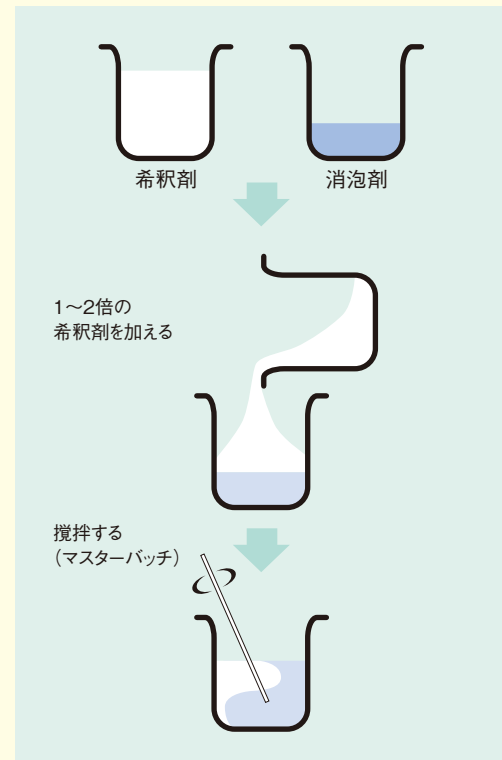 希釈剤
消泡剤
1～2倍の
希釈剤を加える
撹拌する
（マスターバッチ）